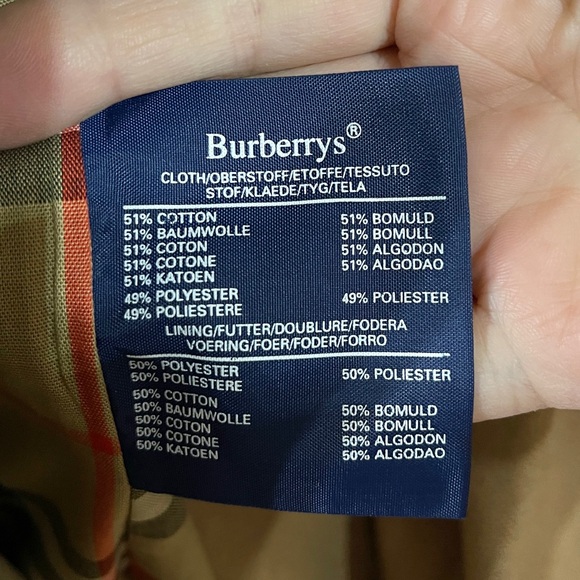 Burberrys®
CLOTH/OBERSTOFF/ETOFFE/TESSUTO
STOF/KLAEDE/TYG/TELA
51% COTTON 51% BOMULD
51% BAUMWOLLE 51% BOMULL
51% COTON 51% ALGODON
51% COTONE 51% ALGODAO
51% KATOEN
49% POLYESTER 49% POLIESTER
49% POLIESTERE
LINING/FUTTER/DOUBLURE/FODERA
VOERING/FOER/FODER/FORRO
50% POLYESTER 50% POLIESTER
50% POLIESTERE
50% COTTON
50% BAUMWOLLE 50% BOMULD
50% COTON 50% BOMULL
50% COTONE 50% ALGODON
50% KATOEN 50% ALGODAO